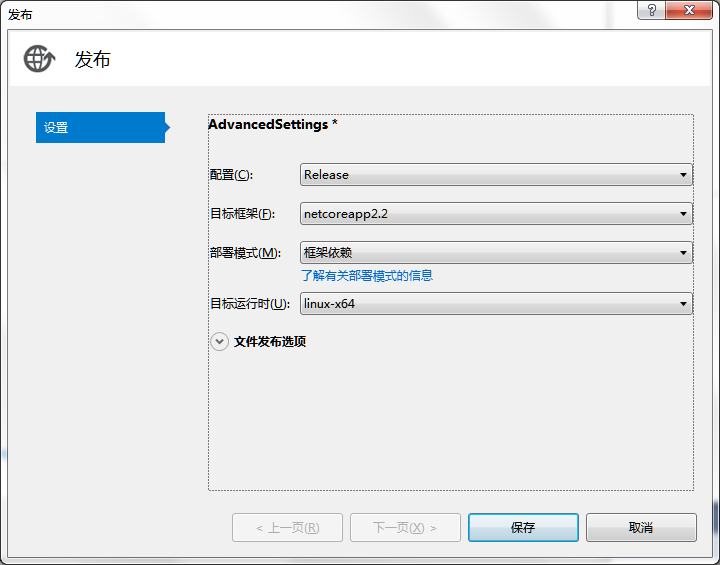 发布
?
发布
设置
AdvancedSettings *
配置(C):
Release
目标框架(F):
netcoreapp2.2
部署模式(M):
框架依赖
了解有关部署模式的信息
目标运行时(U):
linux-x64
文件发布选项
< 上一页(R)
下一页(X) >
保存
取消